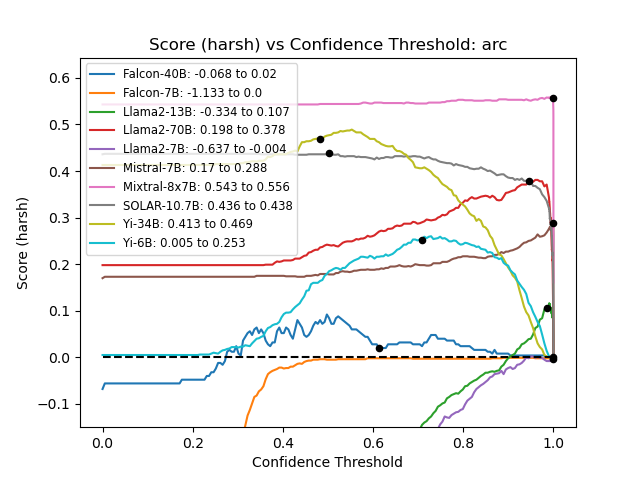 Score (harsh) vs Confidence Threshold: arc
Falcon-40B: -0.068 to 0.02
Falcon-7B: -1.133 to 0.0
Llama2-13B: -0.334 to 0.107
Llama2-70B: 0.198 to 0.378
Llama2-7B: -0.637 to -0.004
Mistral-7B: 0.17 to 0.288
Mixtral-8x7B: 0.543 to 0.556
SOLAR-10.7B: 0.436 to 0.438
Yi-34B: 0.413 to 0.469
Yi-6B: 0.005 to 0.253
Score (harsh)
0.6
0.5
0.4
0.3
0.2
0.1
0.0
−0.1
0.0 0.2 0.4 0.6 0.8 1.0
Confidence Threshold